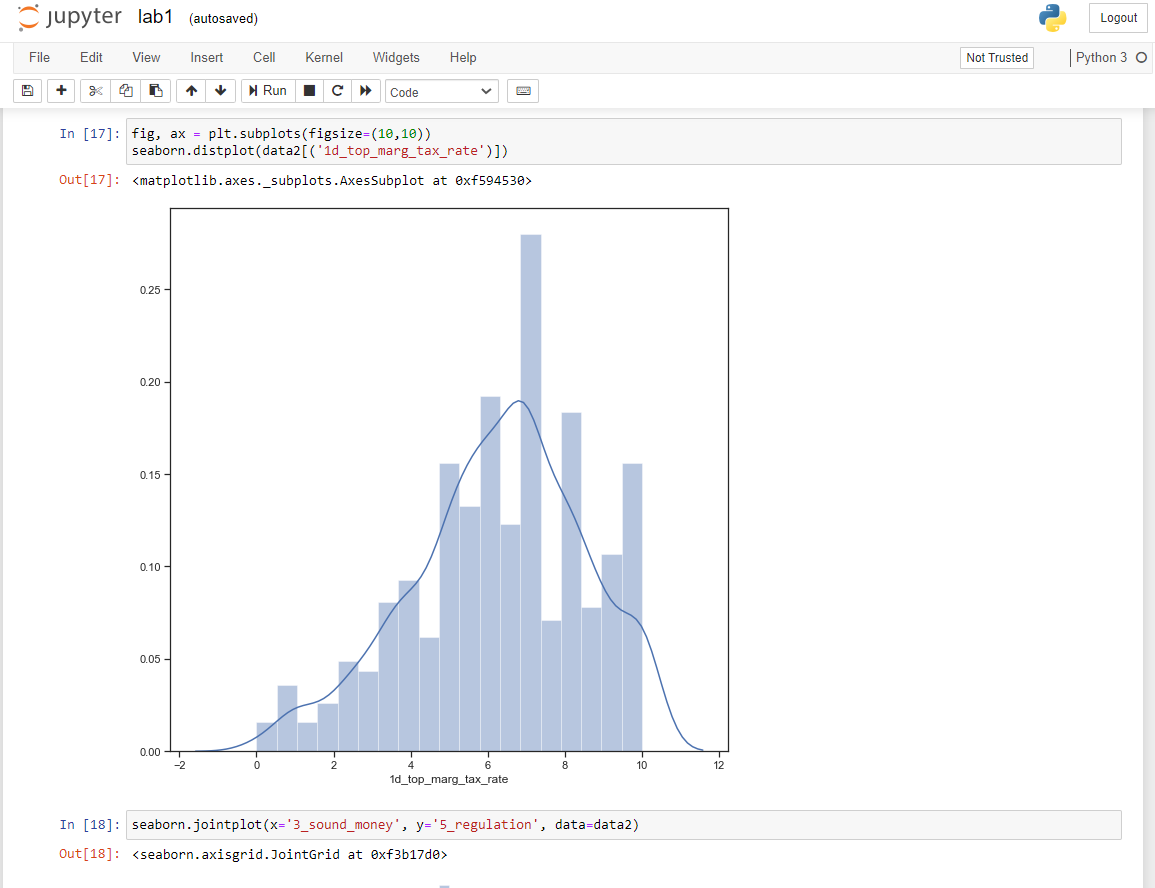 jupyter lab1 (autosaved) Logout
File Edit View Insert Cell Kernel Widgets Help Not Trusted Python 3
Run Code
In [17]: fig, ax = plt.subplots(figsize=(10,10))
seaborn.distplot(data2[('1d_top_marg_tax_rate')])
Out[17]: <matplotlib.axes._subplots.AxesSubplot at 0xf594530>
0.25
0.20
0.15
0.10
0.05
0.00
−2 0 2 4 6 8 10 12
1d_top_marg_tax_rate
In [18]: seaborn.jointplot(x='3_sound_money', y='5_regulation', data=data2)
Out[18]: <seaborn.axisgrid.JointGrid at 0xf3b17d0>